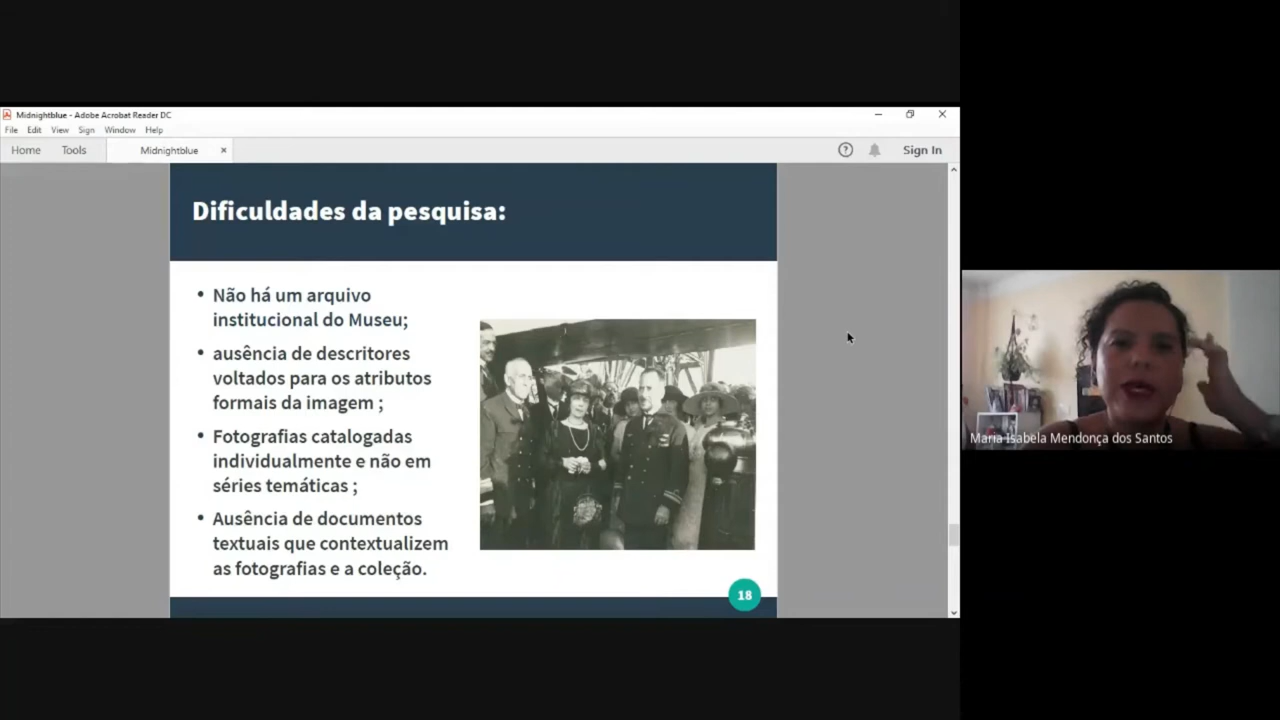 Midnightblue - Adobe Acrobat Reader DC
File Edit View Sign Window Help
Home Tools Midnightblue × ? Sign In
Dificuldades da pesquisa:
• Não há um arquivo
institucional do Museu;
• ausência de descritores
voltados para os atributos
formais da imagem ;
• Fotografias catalogadas
individualmente e não em
séries temáticas ;
• Ausência de documentos
textuais que contextualizem
as fotografias e a coleção.
18
Maria Isabela Mendonça dos Santos